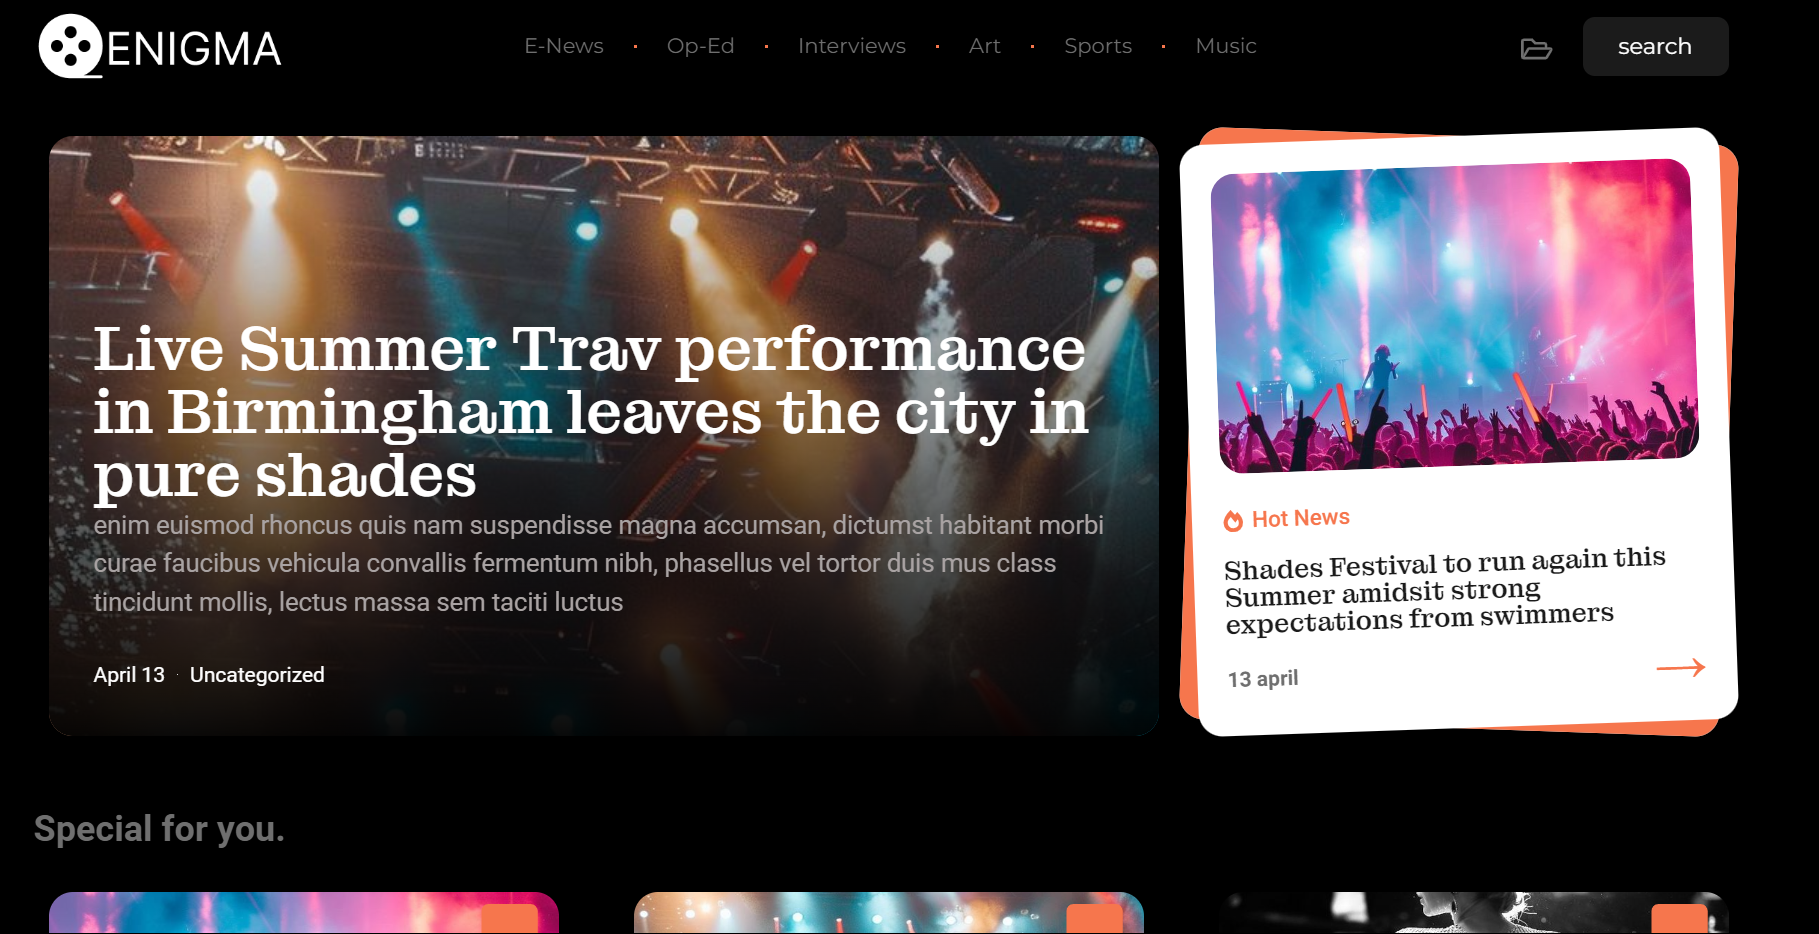 ENIGMA
E-News · Op-Ed · Interviews · Art · Sports · Music
search
Live Summer Trav performance
in Birmingham leaves the city in
pure shades
enim euismod rhoncus quis nam suspendisse magna accumsan, dictumst habitant morbi
curae faucibus vehicula convallis fermentum nibh, phasellus vel tortor duis mus class
tincidunt mollis, lectus massa sem taciti luctus
April 13 · Uncategorized
Hot News
Shades Festival to run again this
Summer amidsit strong
expectations from swimmers
13 april
Special for you.